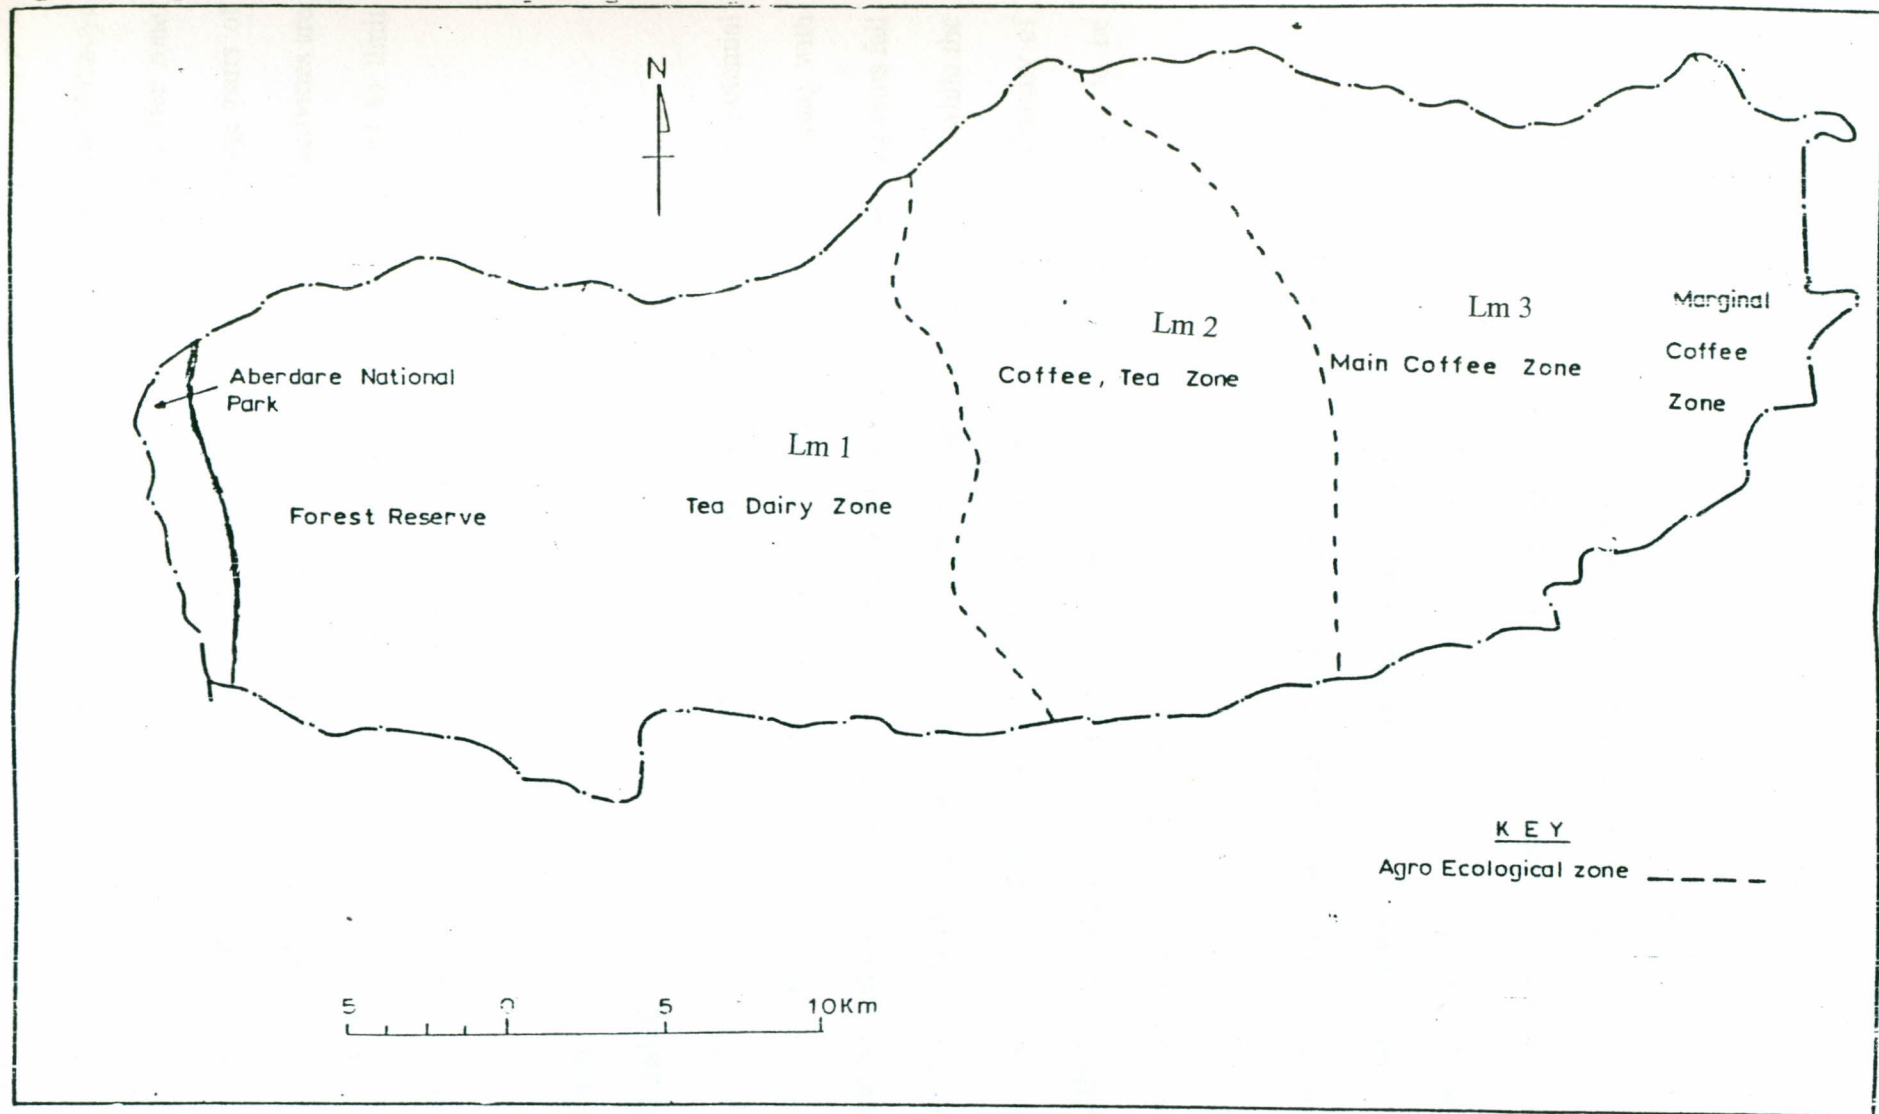 N
Aberdare National
Park
Forest Reserve
Lm 1
Tea Dairy Zone
Lm 2
Coffee, Tea Zone
Lm 3
Main Coffee Zone
Marginal
Coffee
Zone
KEY
Agro Ecological zone
5 0 5 10Km